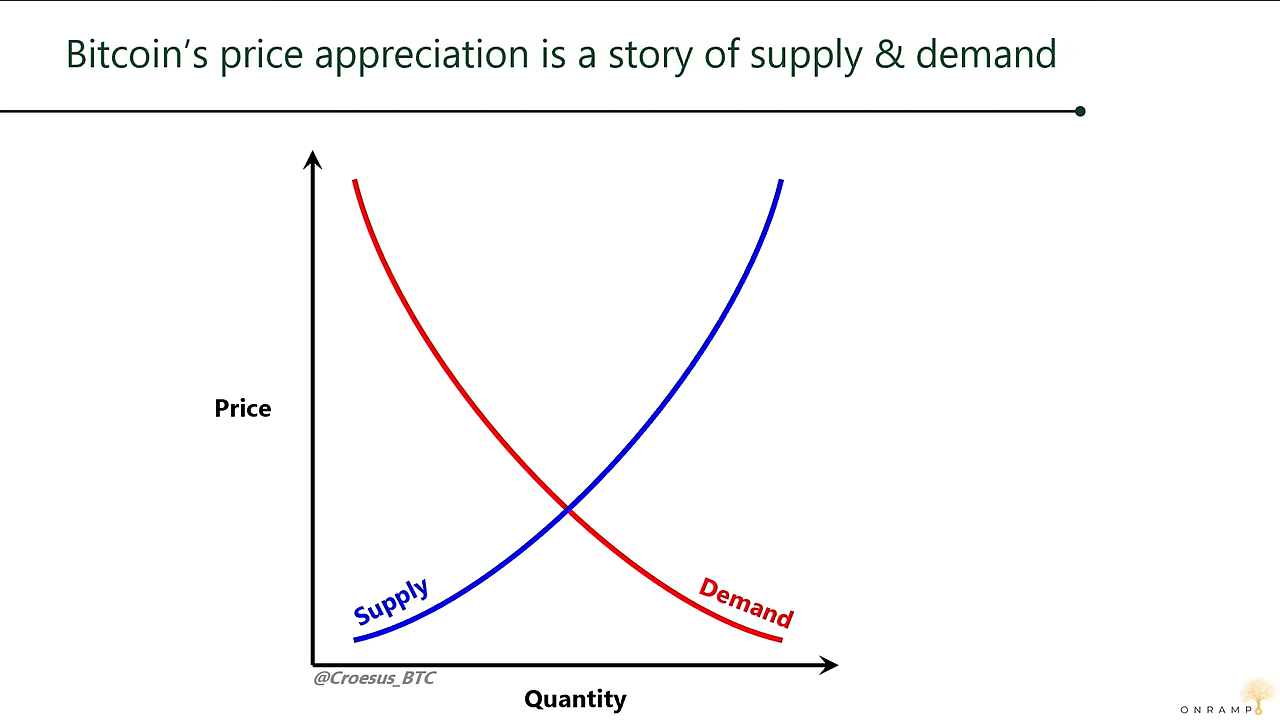 Bitcoin’s price appreciation is a story of supply & demand
Price
Supply
Demand
@Croesus_BTC
Quantity
ONRAMP